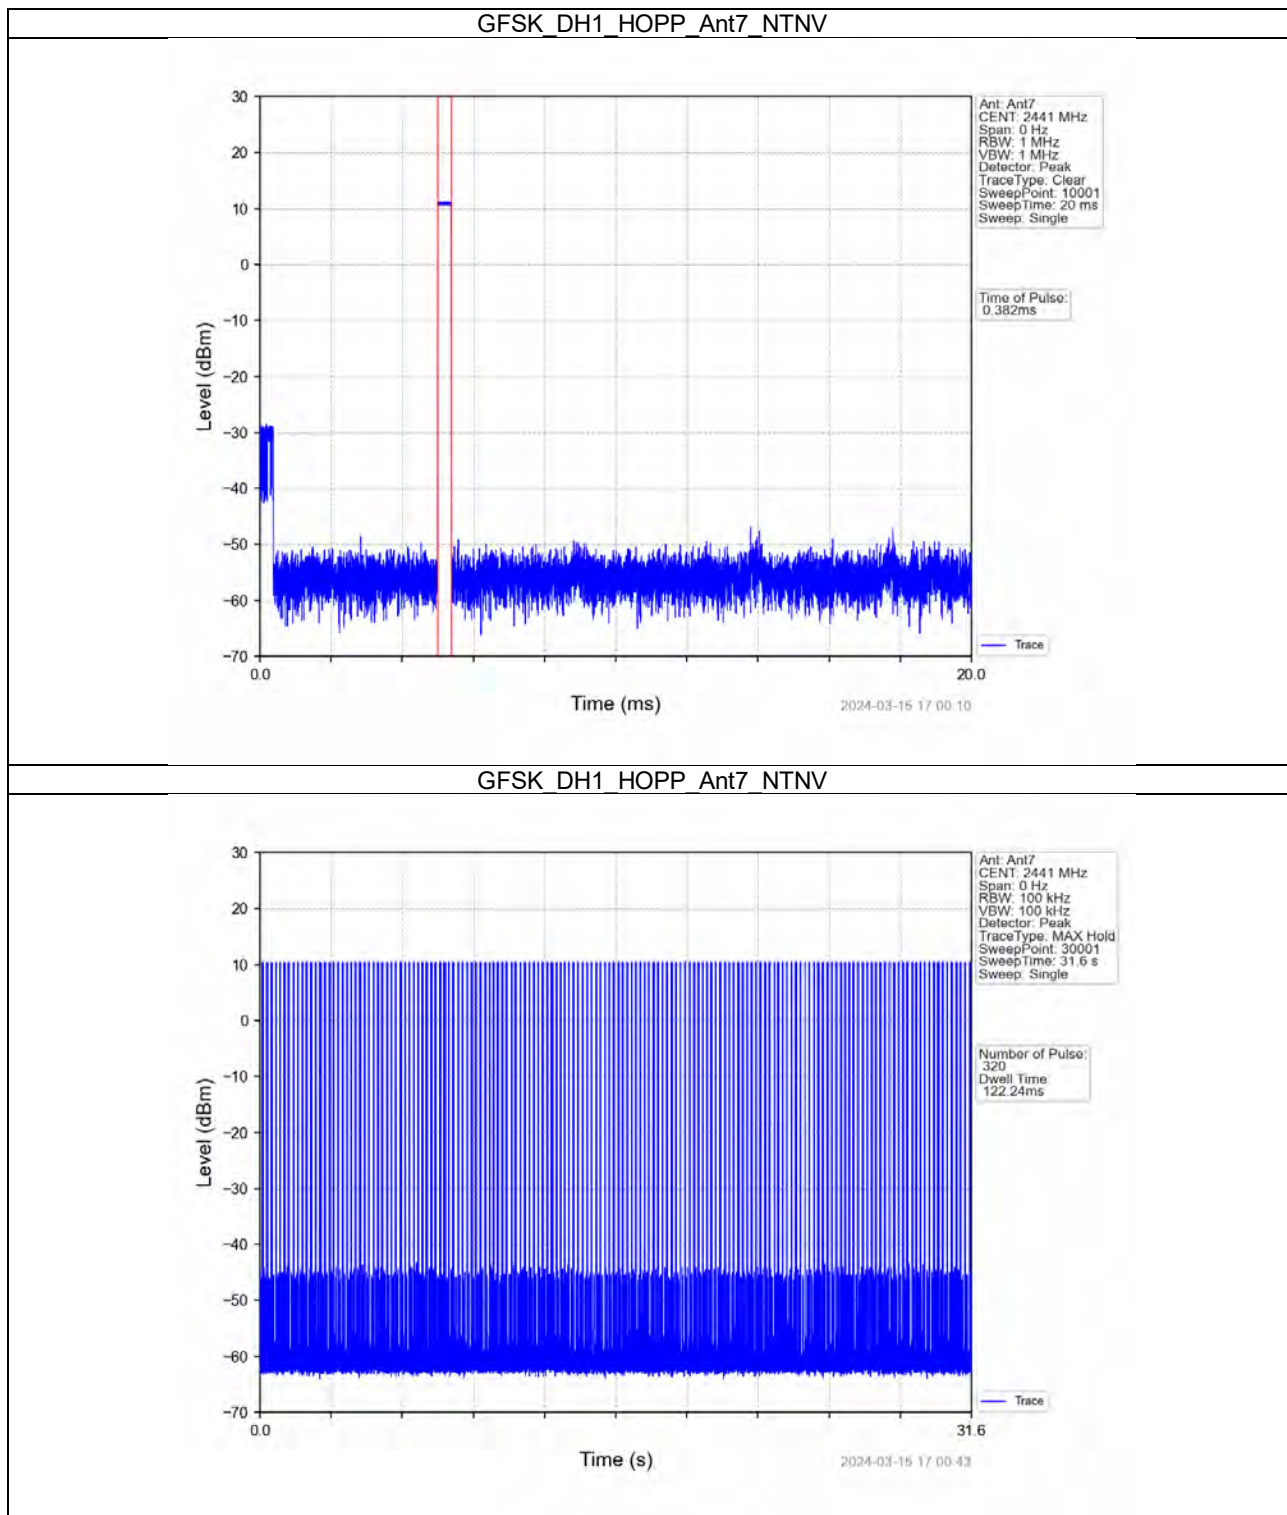 GFSK_DH1_HOPP_Ant7_NTNV
30
20
10
0
−10
−20
−30
−40
−50
−60
−70
Level (dBm)
0.0
20.0
Time (ms)
2024-03-15 17:00:10
Ant: Ant7
CENT: 2441 MHz
Span: 0 Hz
RBW: 1 MHz
VBW: 1 MHz
Detector: Peak
TraceType: Clear
SweepPoint: 10001
SweepTime: 20 ms
Sweep: Single
Time of Pulse:
0.382ms
Trace
GFSK_DH1_HOPP_Ant7_NTNV
30
20
10
0
−10
−20
−30
−40
−50
−60
−70
Level (dBm)
0.0
31.6
Time (s)
2024-03-15 17:00:43
Ant: Ant7
CENT: 2441 MHz
Span: 0 Hz
RBW: 100 kHz
VBW: 100 kHz
Detector: Peak
TraceType: MAX Hold
SweepPoint: 30001
SweepTime: 31.6 s
Sweep: Single
Number of Pulse:
320
Dwell Time:
122.24ms
Trace